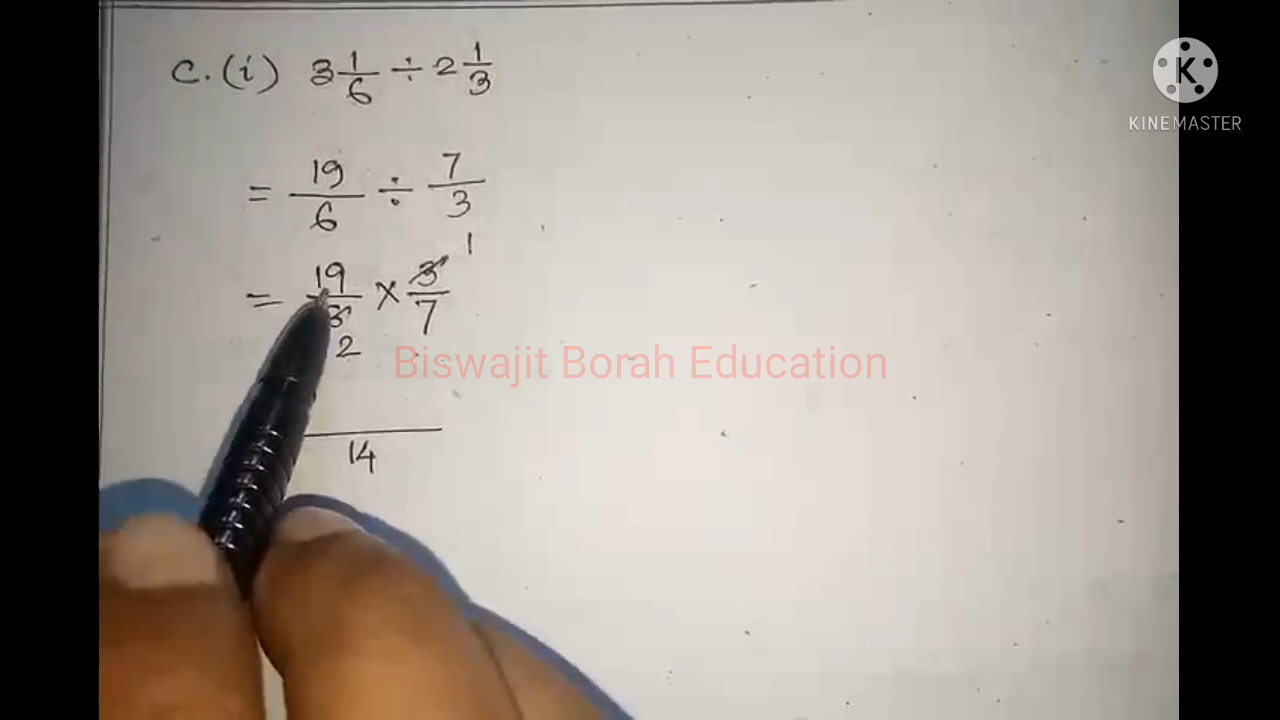 C. (i) 3 1/6 ÷ 2 1/3
= 19/6 ÷ 7/3
1
= 19/6 × 3/7
2
14
Biswajit Borah Education
KINEMASTER
K